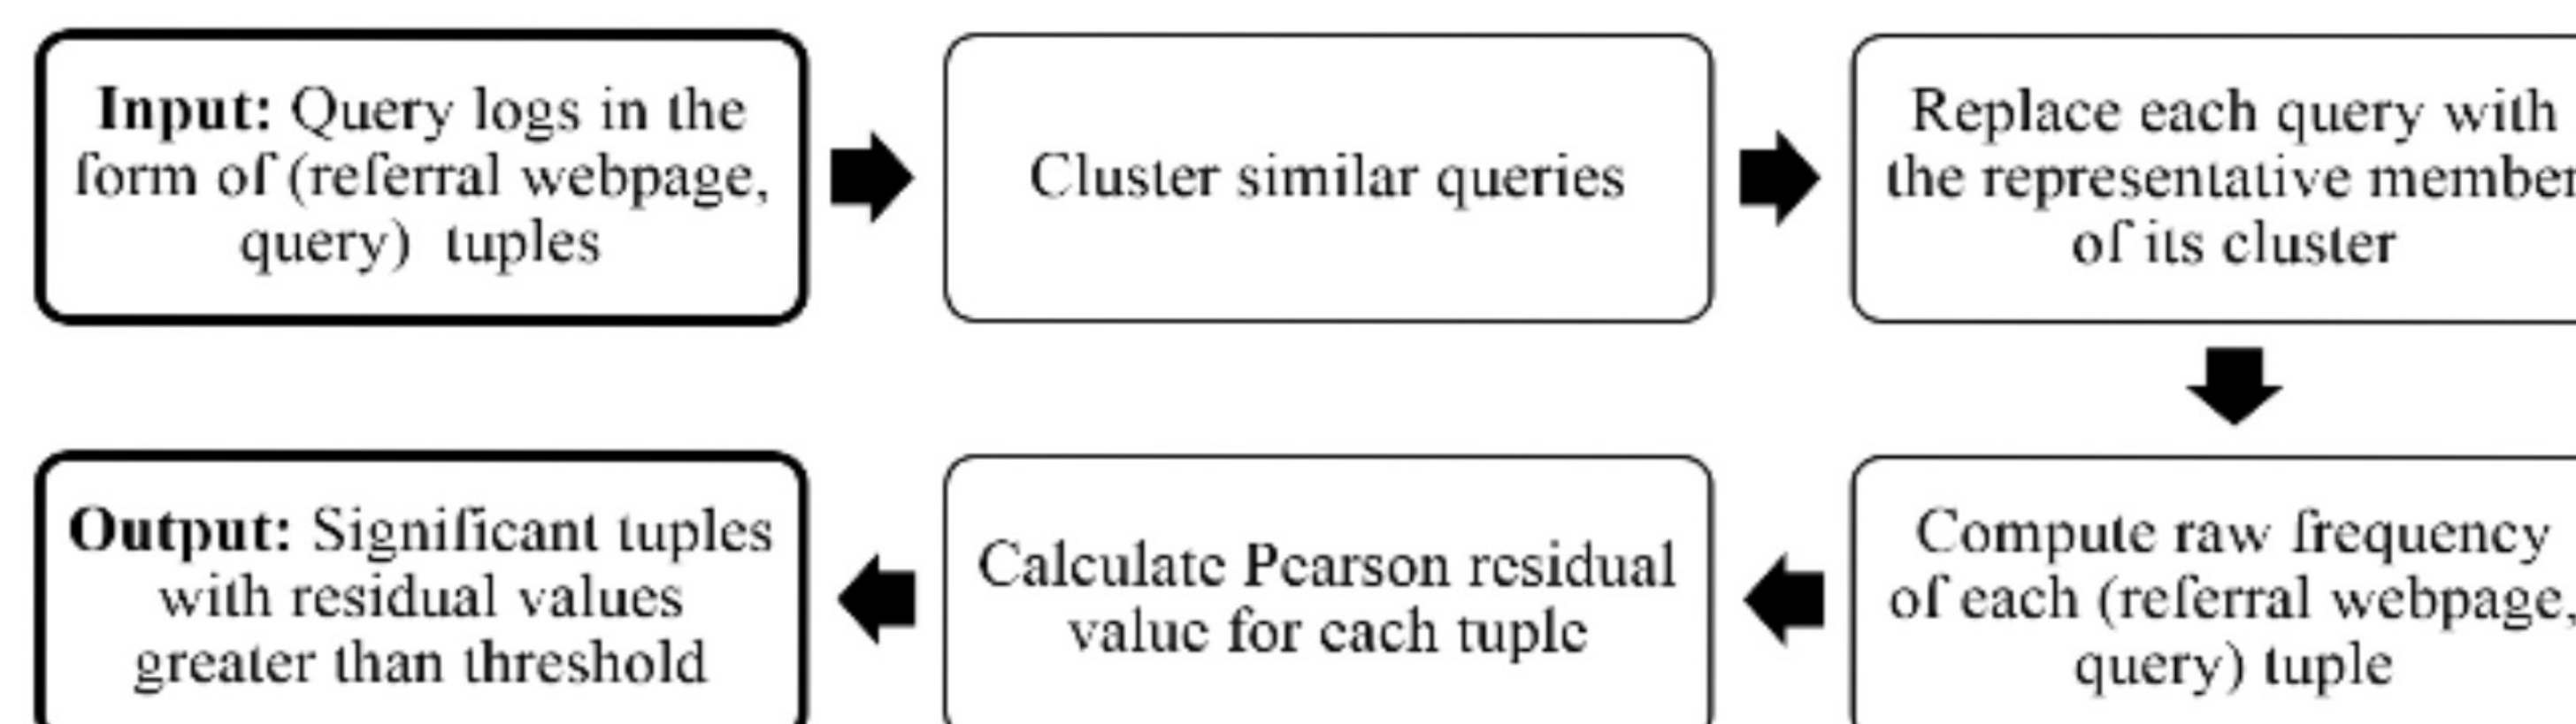 Input: Query logs in the
form of (referral webpage,
query) tuples
Cluster similar queries
Replace each query with
the representative member
of its cluster
Compute raw frequency
of each (referral webpage,
query) tuple
Calculate Pearson residual
value for each tuple
Output: Significant tuples
with residual values
greater than threshold